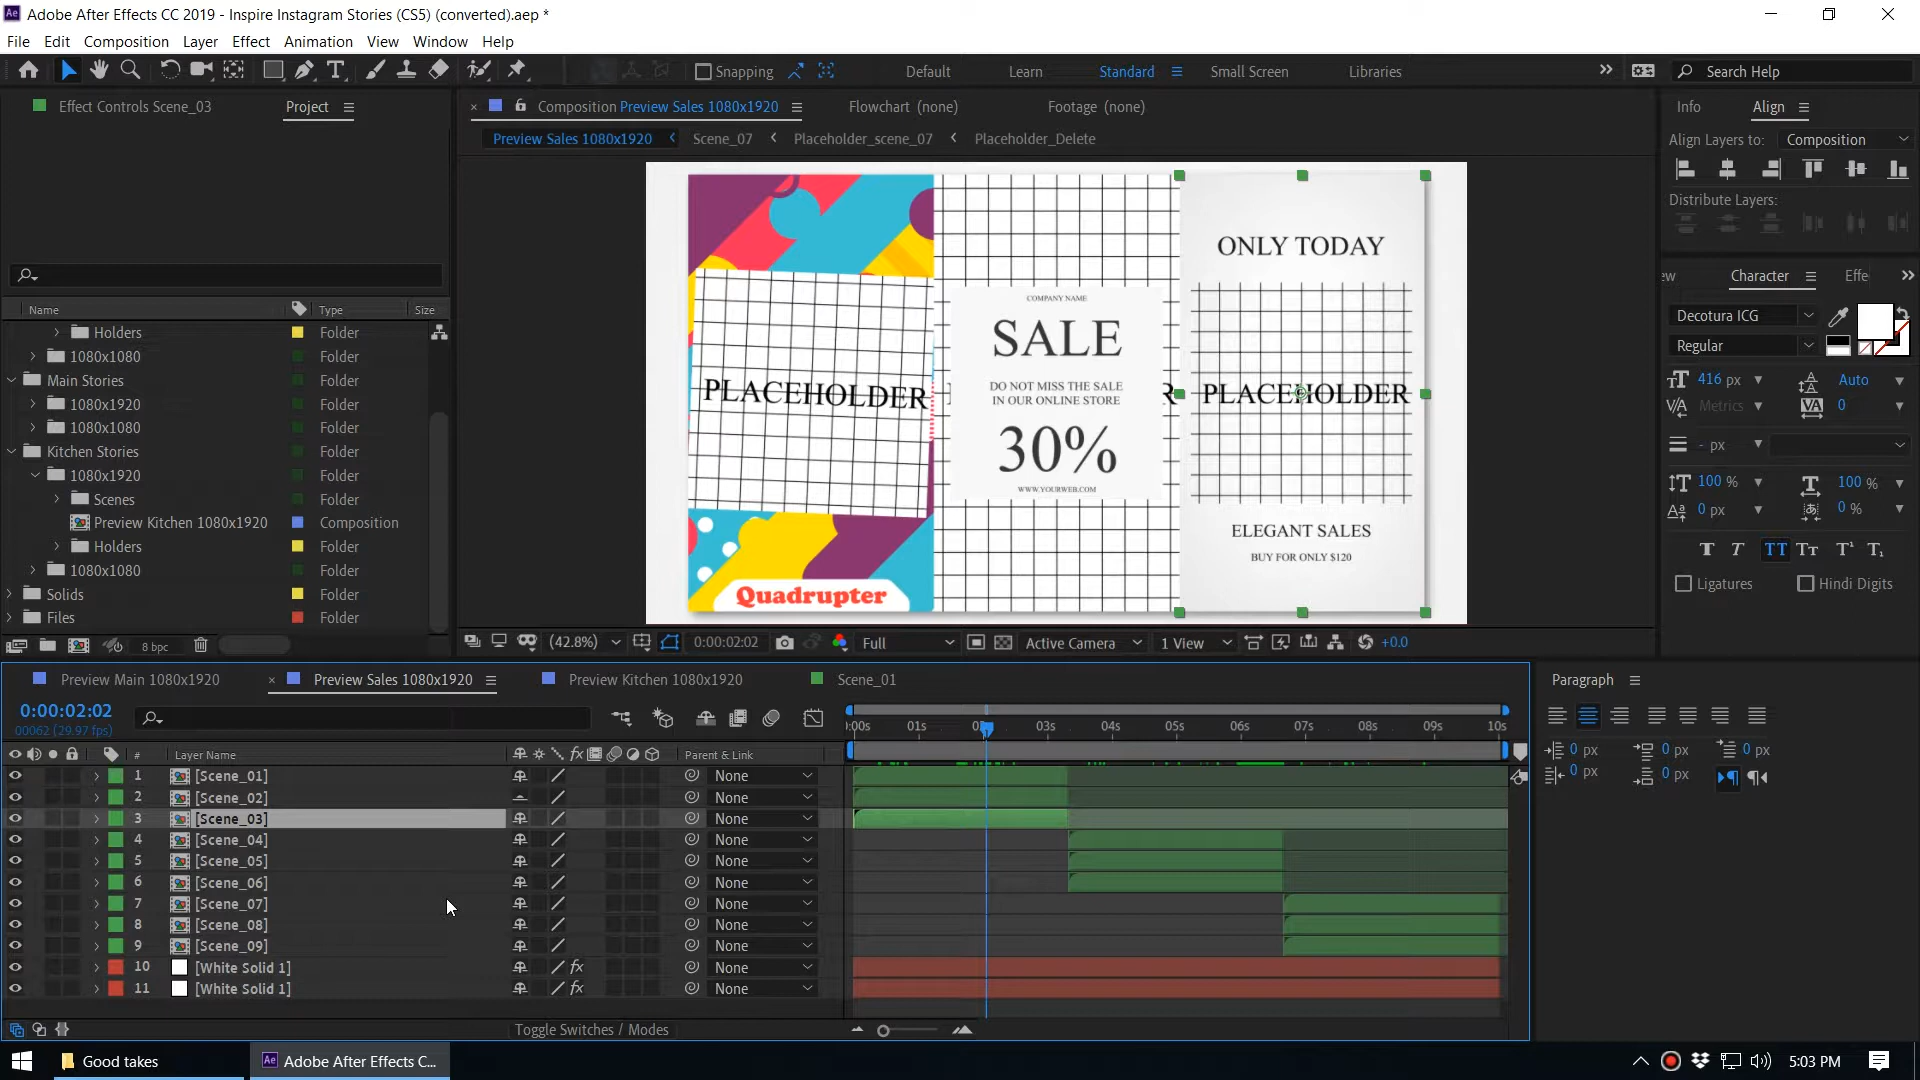 Ae Adobe After Effects CC 2019 - Inspire Instagram Stories (CS5) (converted).aep *
File Edit Composition Layer Effect Animation View Window Help
Snapping
Default Learn Standard Small Screen Libraries
Search Help
Effect Controls Scene_03
Project
Composition Preview Sales 1080x1920
Flowchart (none)
Footage (none)
Preview Sales 1080x1920 Scene_07 Placeholder_scene_07 Placeholder_Delete
Name Type Size
Holders Folder
1080x1080 Folder
Main Stories Folder
1080x1920 Folder
1080x1080 Folder
Kitchen Stories Folder
1080x1920 Folder
Scenes Folder
Preview Kitchen 1080x1920 Composition
Holders Folder
1080x1080 Folder
Solids Folder
Files Folder
8 bpc
PLACEHOLDER
Quadrupter
COMPANY NAME
SALE
DO NOT MISS THE SALE
IN OUR ONLINE STORE
30%
WWW.YOURWEB.COM
R
ONLY TODAY
PLACEHOLDER
ELEGANT SALES
BUY FOR ONLY $120
(42.8%) 0:00:02:02 Full Active Camera 1 View +0.0
Info Align
Align Layers to: Composition
Distribute Layers:
ew Character Effe
Decotura ICG
Regular
416 px Auto
Metrics 0
- px
100 % 100 %
0 px 0 %
T T TT Tт T¹ T₁
Ligatures Hindi Digits
Preview Main 1080x1920 Preview Sales 1080x1920 Preview Kitchen 1080x1920 Scene_01
0:00:02:02
00062 (29.97 fps)
):00s 01s 02s 03s 04s 05s 06s 07s 08s 09s 10s
# Layer Name fx Parent & Link
1 [Scene_01] None
2 [Scene_02] None
3 [Scene_03] None
4 [Scene_04] None
5 [Scene_05] None
6 [Scene_06] None
7 [Scene_07] None
8 [Scene_08] None
9 [Scene_09] None
10 [White Solid 1] fx None
11 [White Solid 1] fx None
Toggle Switches / Modes
Paragraph
0 px 0 px 0 px
0 px 0 px
Good takes
Ae Adobe After Effects C...
5:03 PM